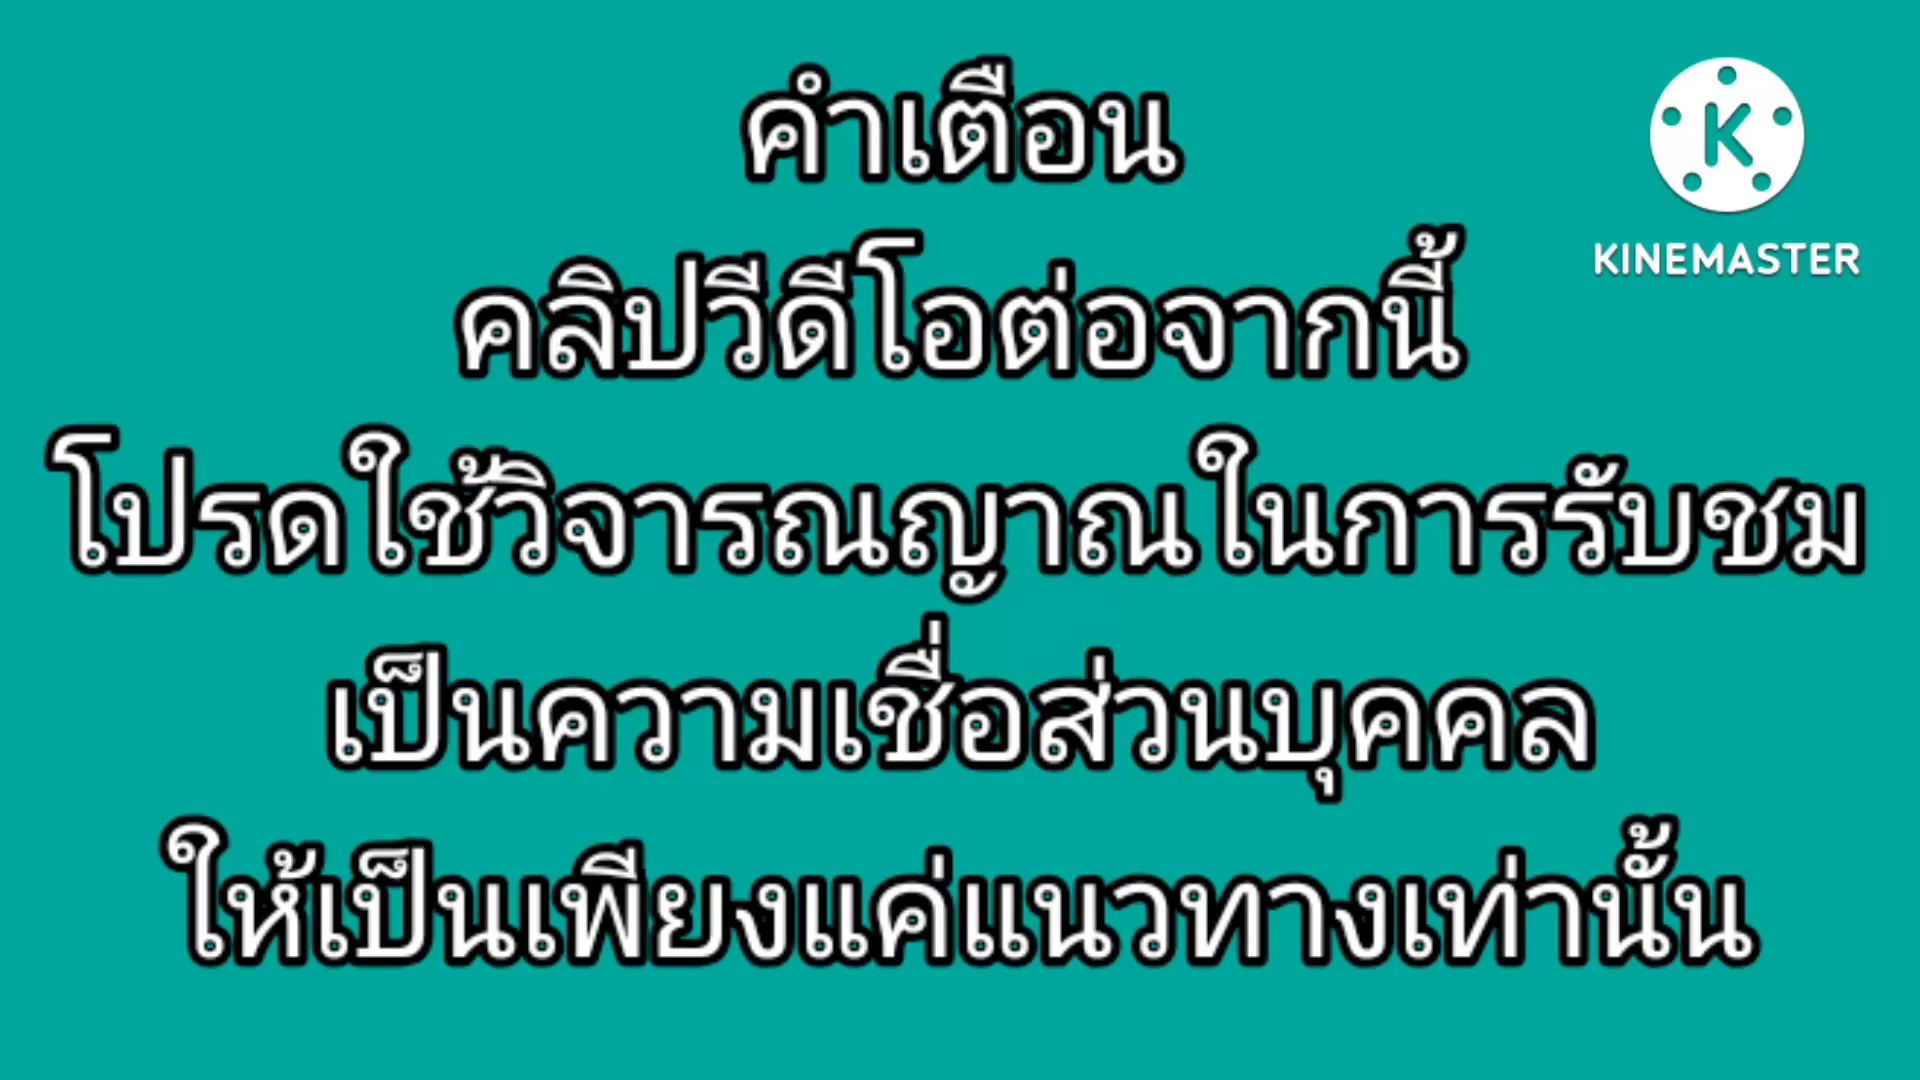 คำเตือน
คลิปวีดีโอต่อจากนี้
โปรดใช้วิจารณญาณในการรับชม
เป็นความเชื่อส่วนบุคคล
ให้เป็นเพียงแค่แนวทางเท่านั้น
K
KINEMASTER